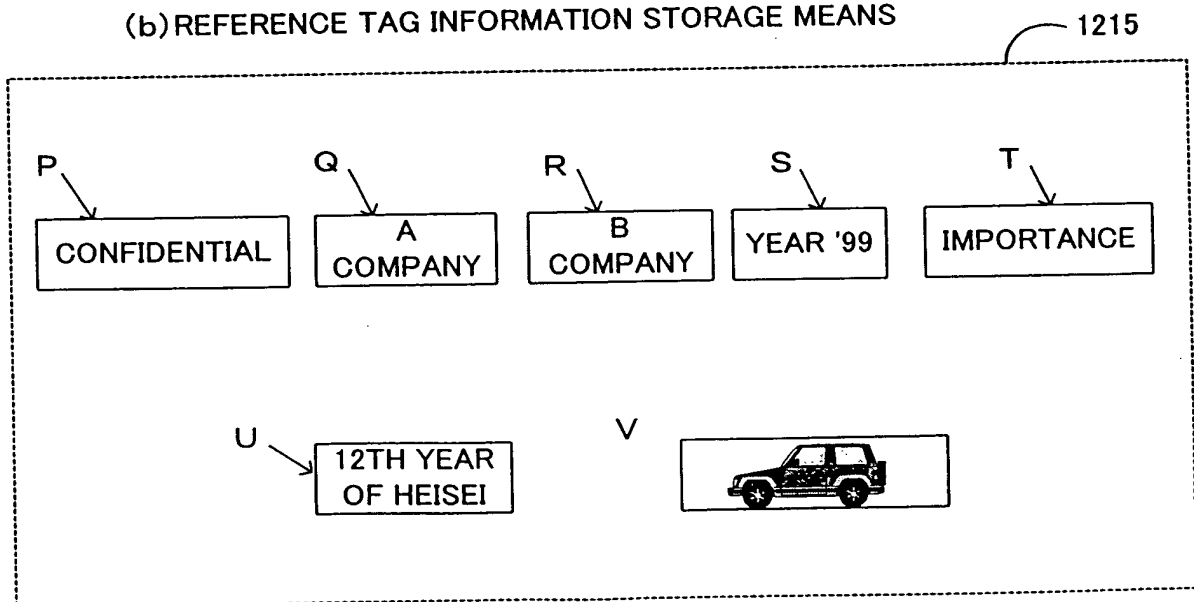 (b)REFERENCE TAG INFORMATION STORAGE MEANS
1215
P
Q
R
S
T
CONFIDENTIAL
A
COMPANY
B
COMPANY
YEAR '99
IMPORTANCE
U
V
12TH YEAR
OF HEISEI